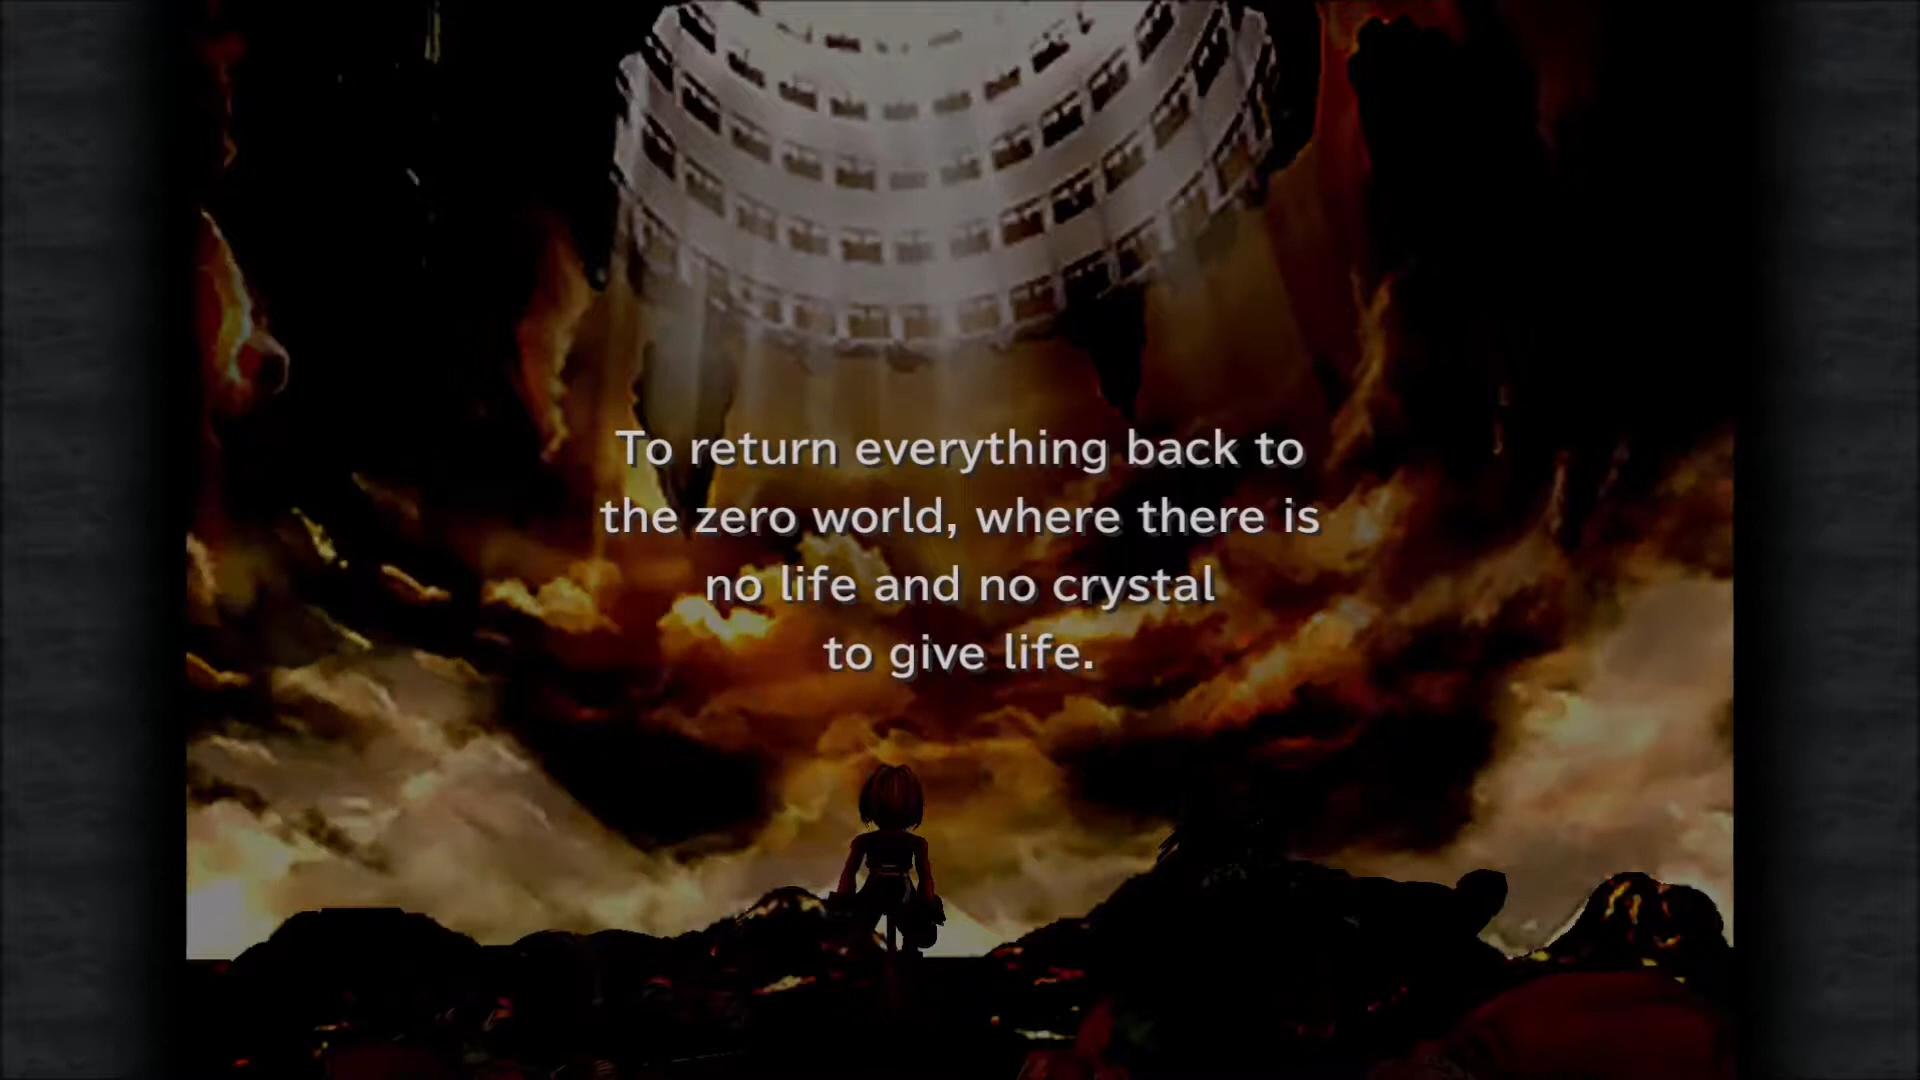 To return everything back to
the zero world, where there is
no life and no crystal
to give life.